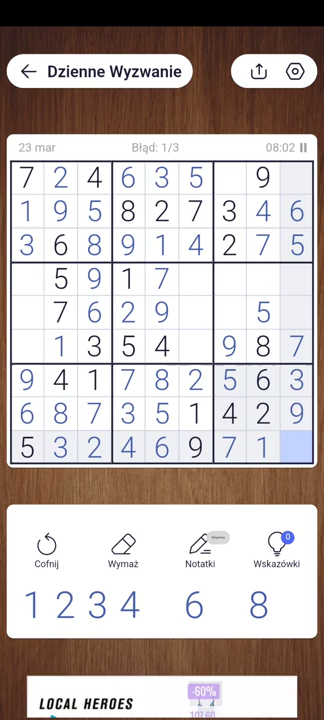 Dzienne Wyzwanie
23 mar Błąd: 1/3 08:02
7 2 4 6 3 5 9
1 9 5 8 2 7 3 4 6
3 6 8 9 1 4 2 7 5
5 9 1 7
7 6 2 9 5
1 3 5 4 9 8 7
9 4 1 7 8 2 5 6 3
6 8 7 3 5 1 4 2 9
5 3 2 4 6 9 7 1
0
Cofnij Wymaż Notatki Wskazówki
1 2 3 4 6 8
-60%
LOCAL HEROES
107,60